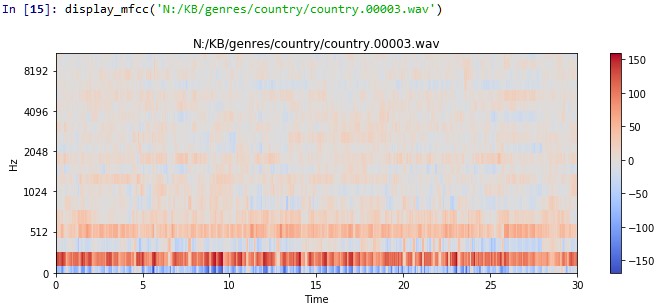 In [15]: display_mfcc('N:/KB/genres/country/country.00003.wav')
N:/KB/genres/country/country.00003.wav
8192
4096
2048
1024
512
0
Hz
0 5 10 15 20 25 30
Time
150
100
50
0
−50
−100
−150